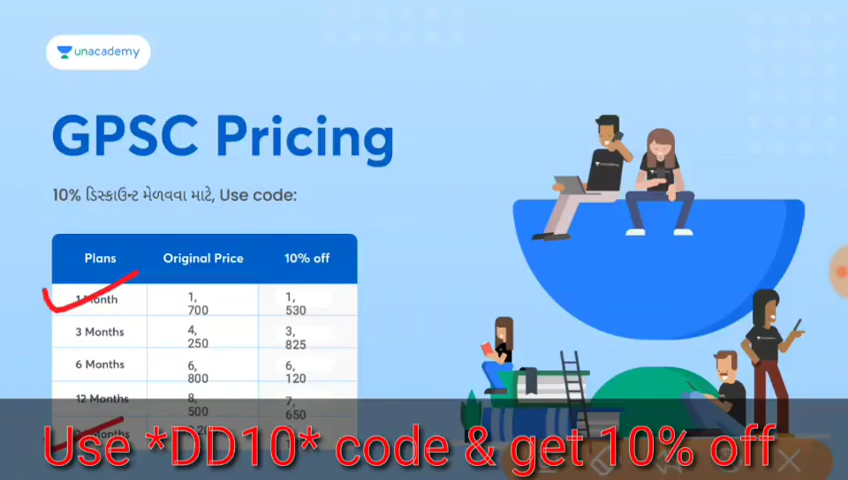 unacademy
GPSC Pricing
10% ડિસ્કાઉન્ટ મેળવવા માટે, Use code:
Plans Original Price 10% off
1 Month 1,700 1,530
3 Months 4,250 3,825
6 Months 6,800 6,120
12 Months 8,500 7,650
Months
Use *DD10* code & get 10% off